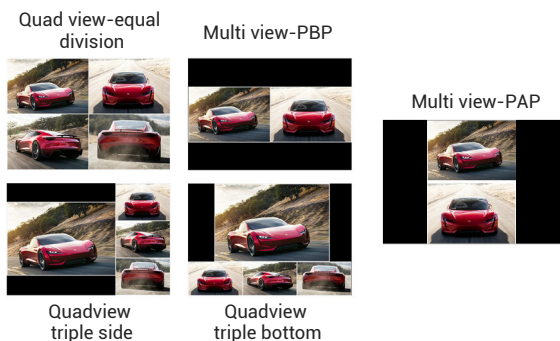 Quad view-equal
division
Multi view-PBP
Multi view-PAP
Quadview
triple side
Quadview
triple bottom